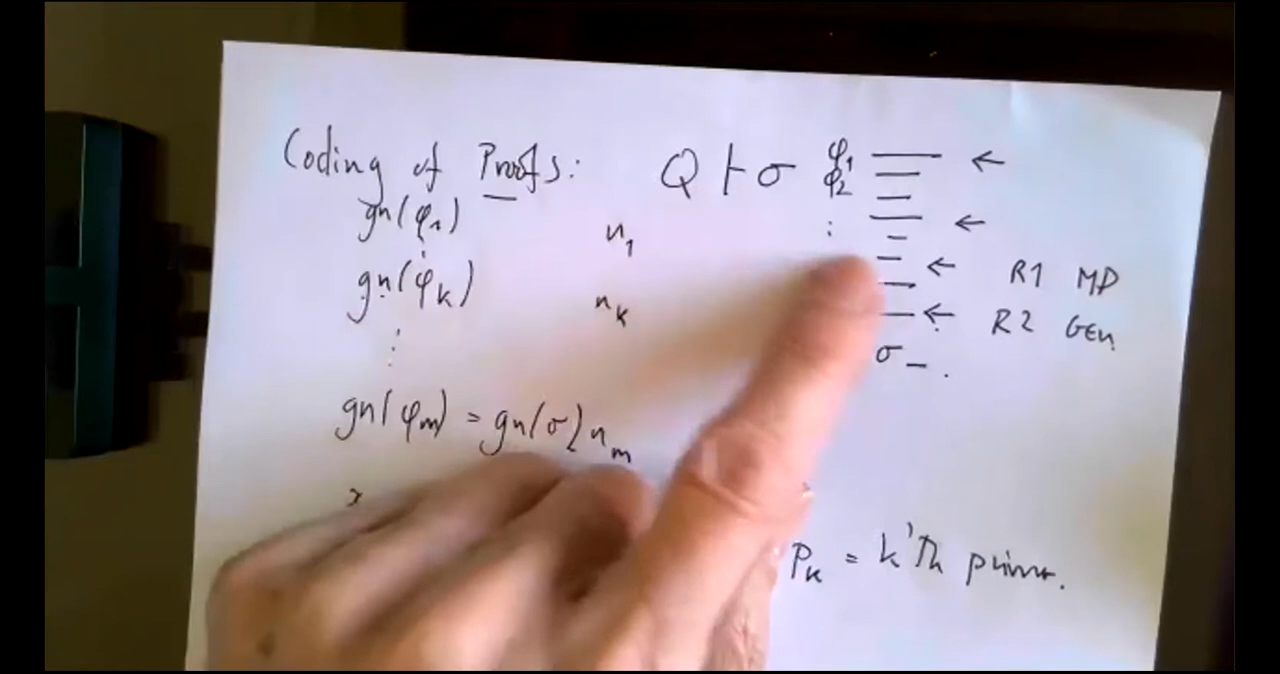 Coding of Proofs: Q ⊢ σ φ1 ←
gn(φ1) n1 φ2
⋮ ⋮ ←
gn(φk) nk ← R1 MP
⋮ ← R2 Gen
σ
gn(φm) = gn(σ) nm
pk = k'th prime.